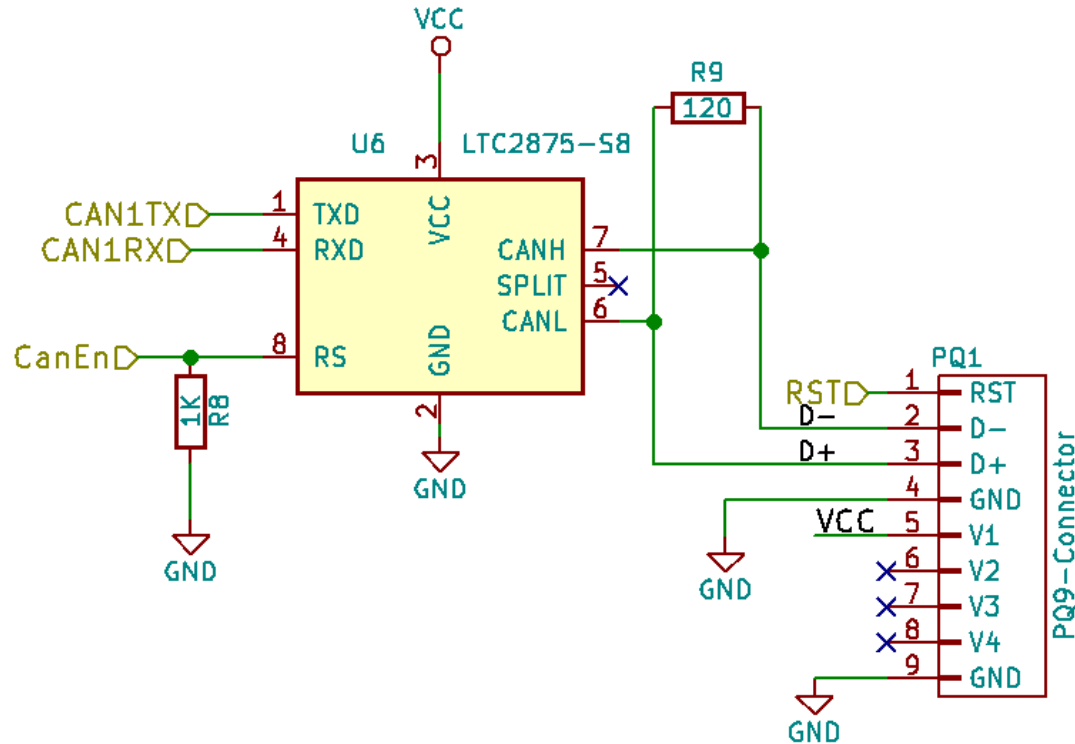 VCC
R9
120
U6
LTC2875-S8
3
CAN1TX
1
TXD
VCC
CAN1RX
4
RXD
CANH
7
SPLIT
5
CANL
6
CanEn
8
RS
GND
PQ1
1K
R8
2
RST
1
RST
D-
2
D-
D+
3
D+
GND
4
GND
VCC
5
V1
GND
6
V2
GND
7
V3
8
V4
9
GND
GND
PQ9-Connector